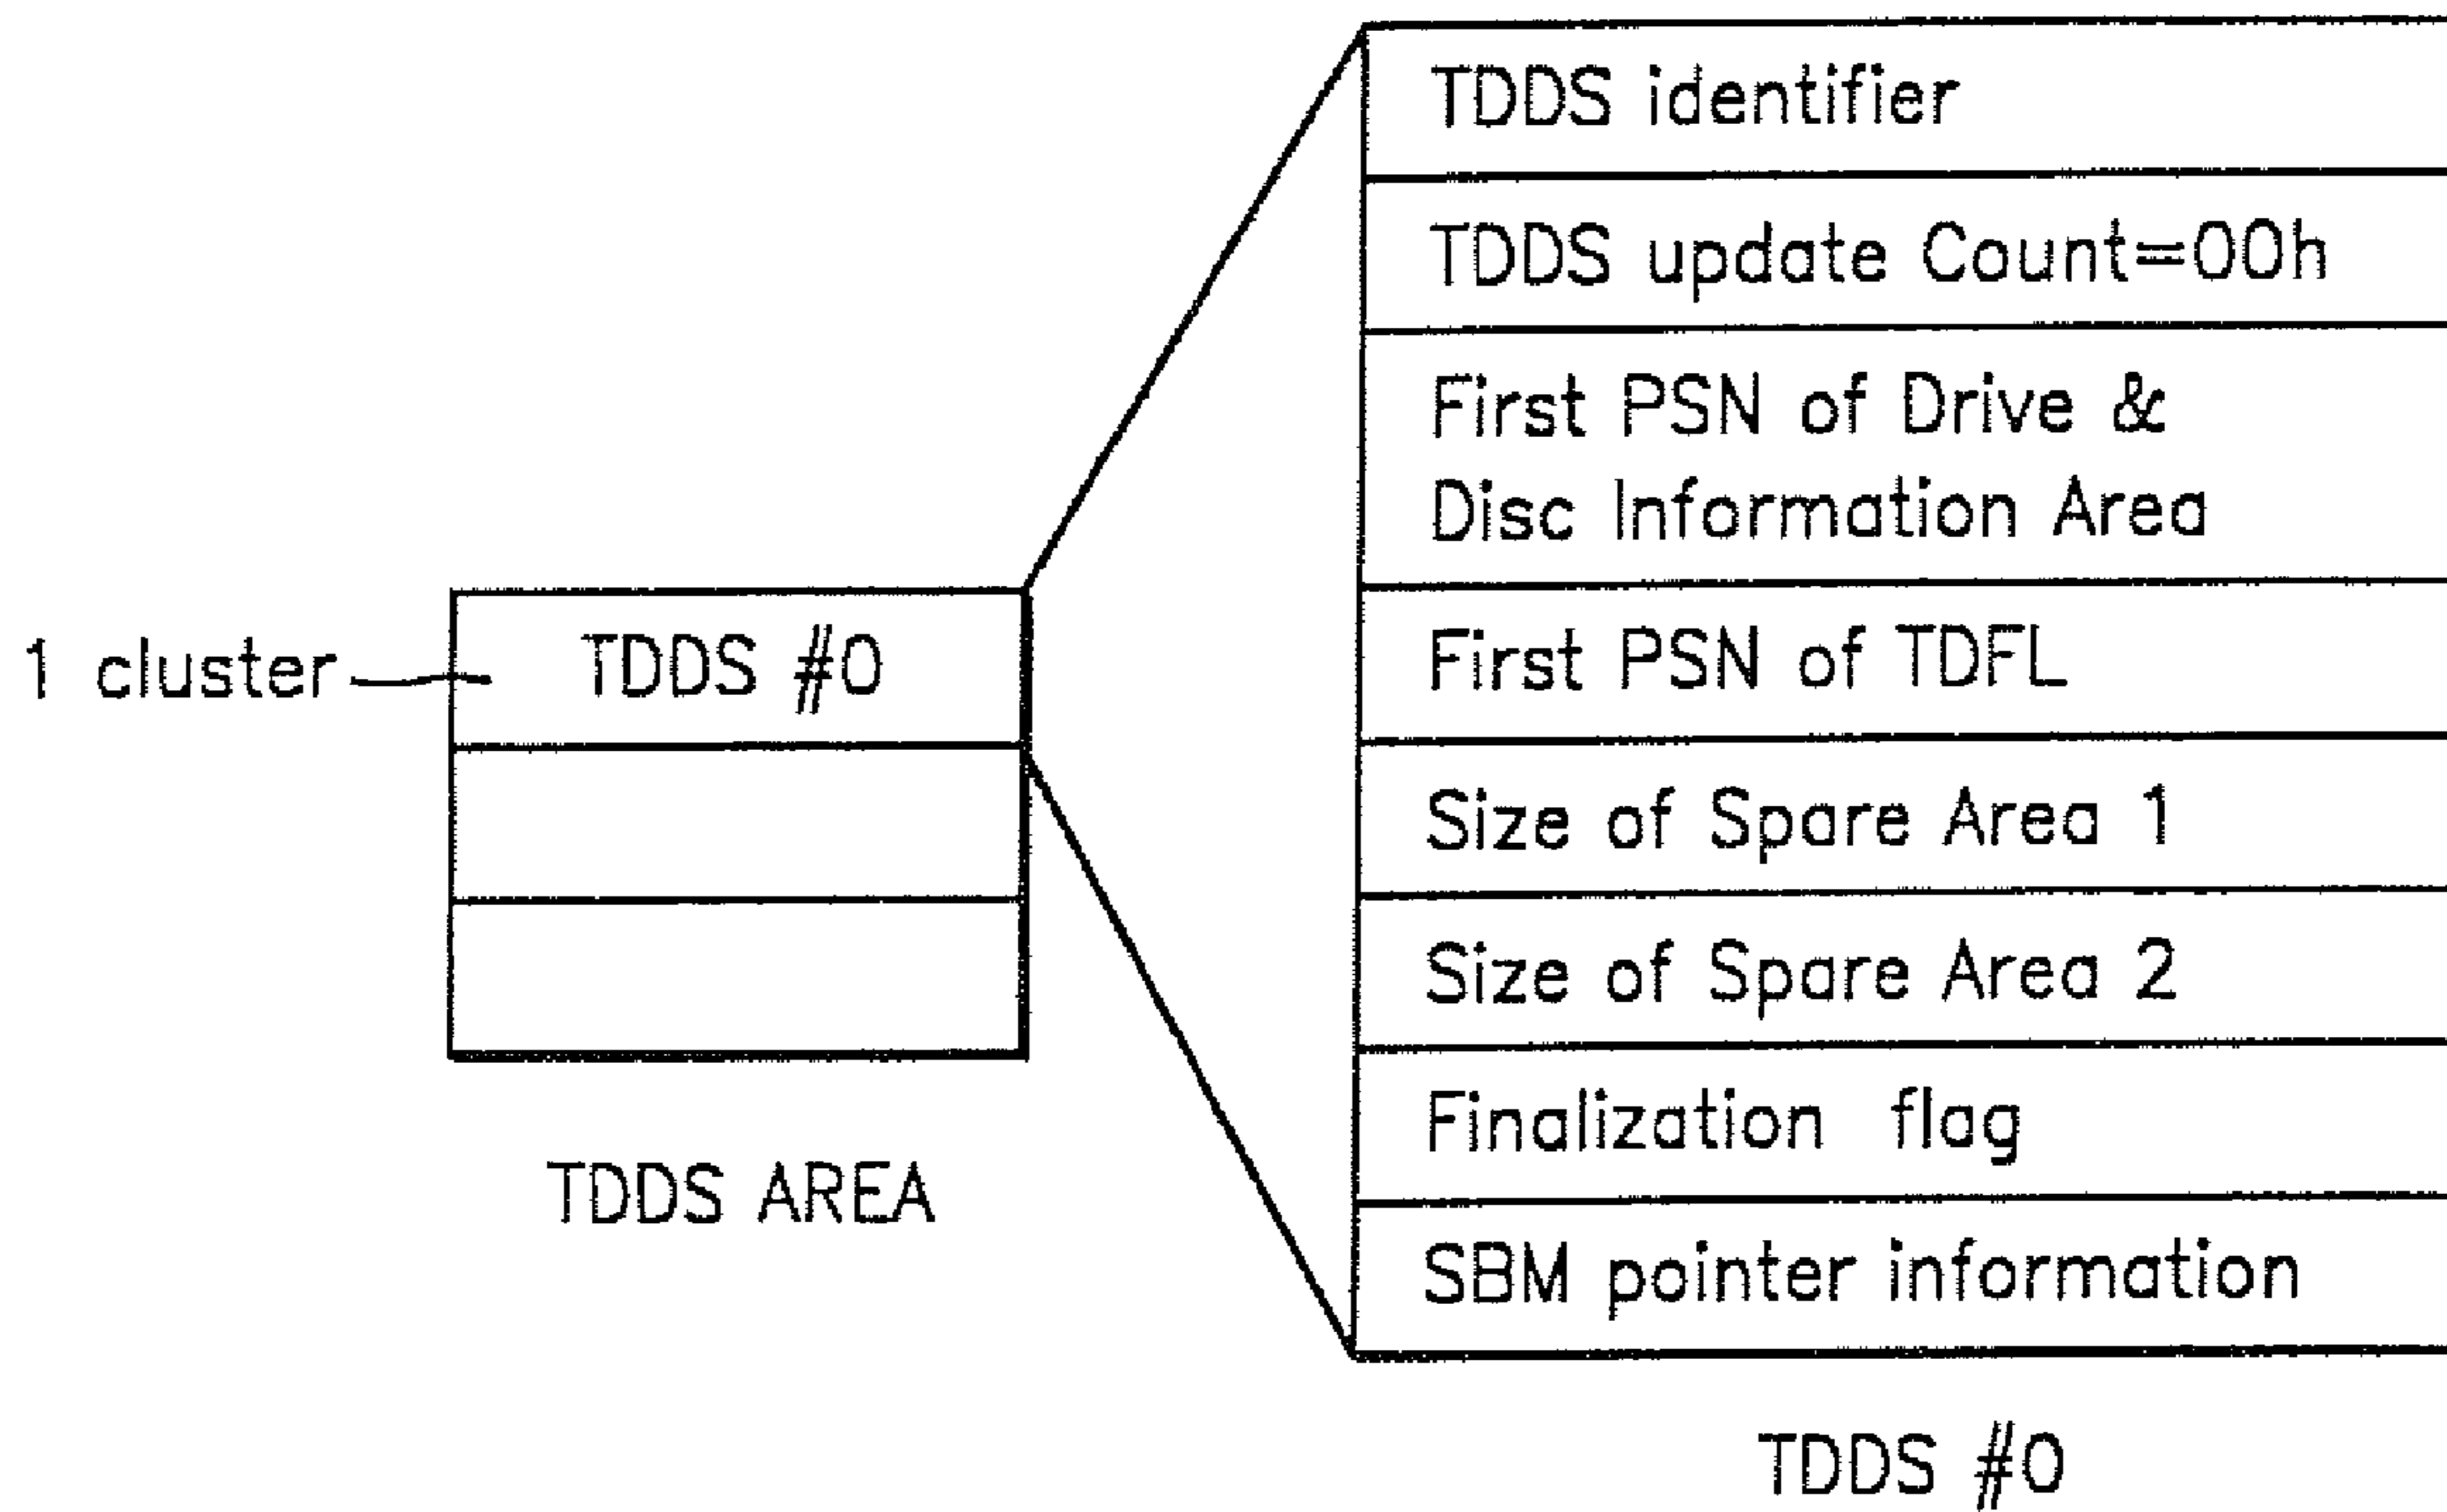 1 cluster
TDDS #0
TDDS AREA
TDDS identifier
TDDS update Count=00h
First PSN of Drive &
Disc Information Area
First PSN of TDFL
Size of Spare Area 1
Size of Spare Area 2
Finalization flag
SBM pointer information
TDDS #0